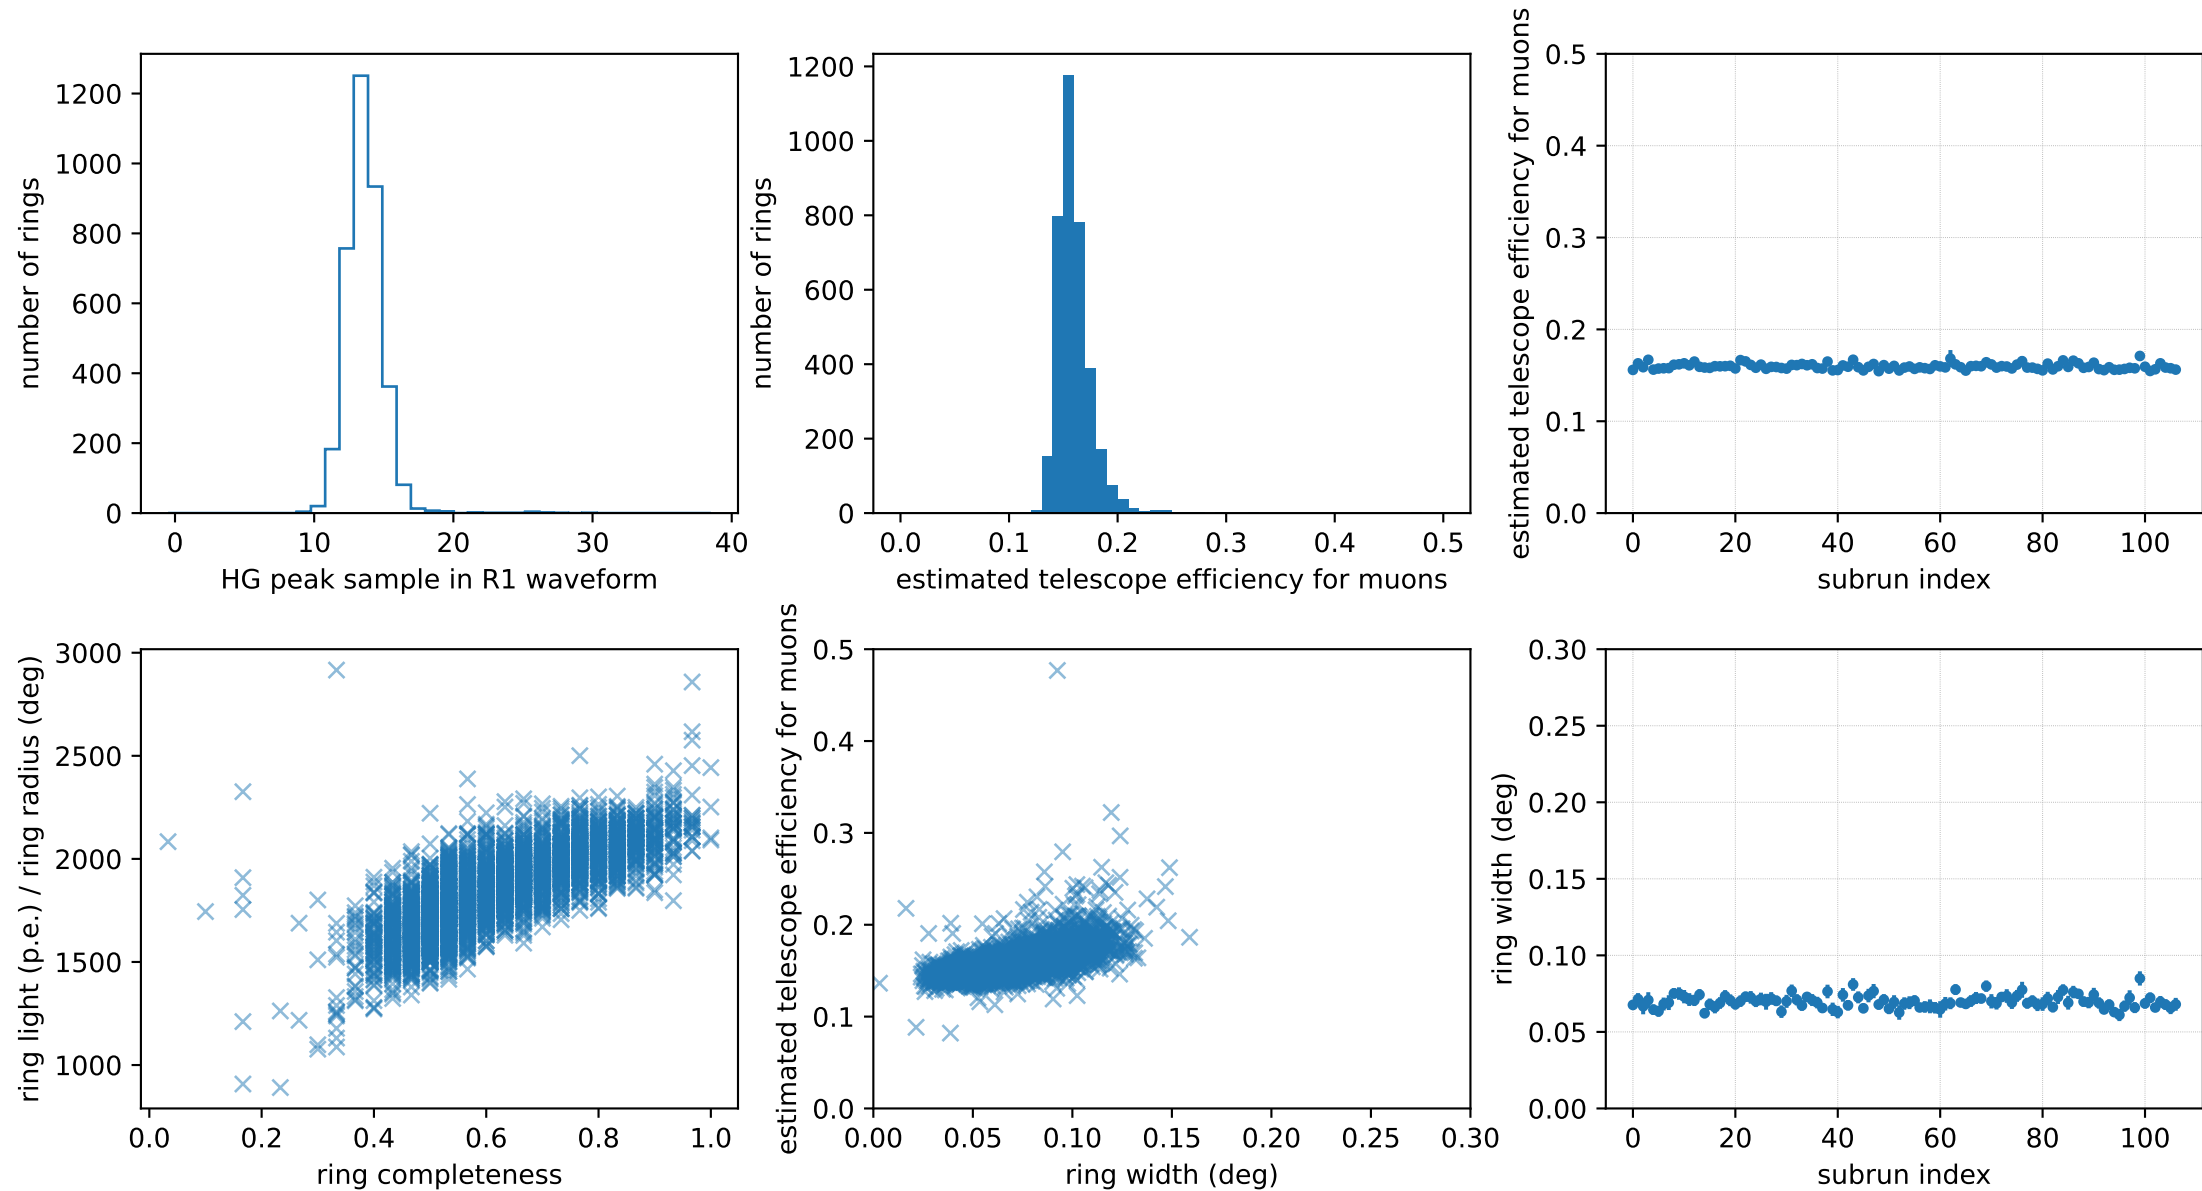 number of rings
1200
1000
800
600
400
200
0
0 10 20 30 40
HG peak sample in R1 waveform
number of rings
1200
1000
800
600
400
200
0
0.0 0.1 0.2 0.3 0.4 0.5
estimated telescope efficiency for muons
estimated telescope efficiency for muons
0.5
0.4
0.3
0.2
0.1
0.0
0 20 40 60 80 100
subrun index
ring light (p.e.) / ring radius (deg)
3000
2500
2000
1500
1000
0.0 0.2 0.4 0.6 0.8 1.0
ring completeness
estimated telescope efficiency for muons
0.5
0.4
0.3
0.2
0.1
0.0
0.00 0.05 0.10 0.15 0.20 0.25 0.30
ring width (deg)
ring width (deg)
0.30
0.25
0.20
0.15
0.10
0.05
0.00
0 20 40 60 80 100
subrun index